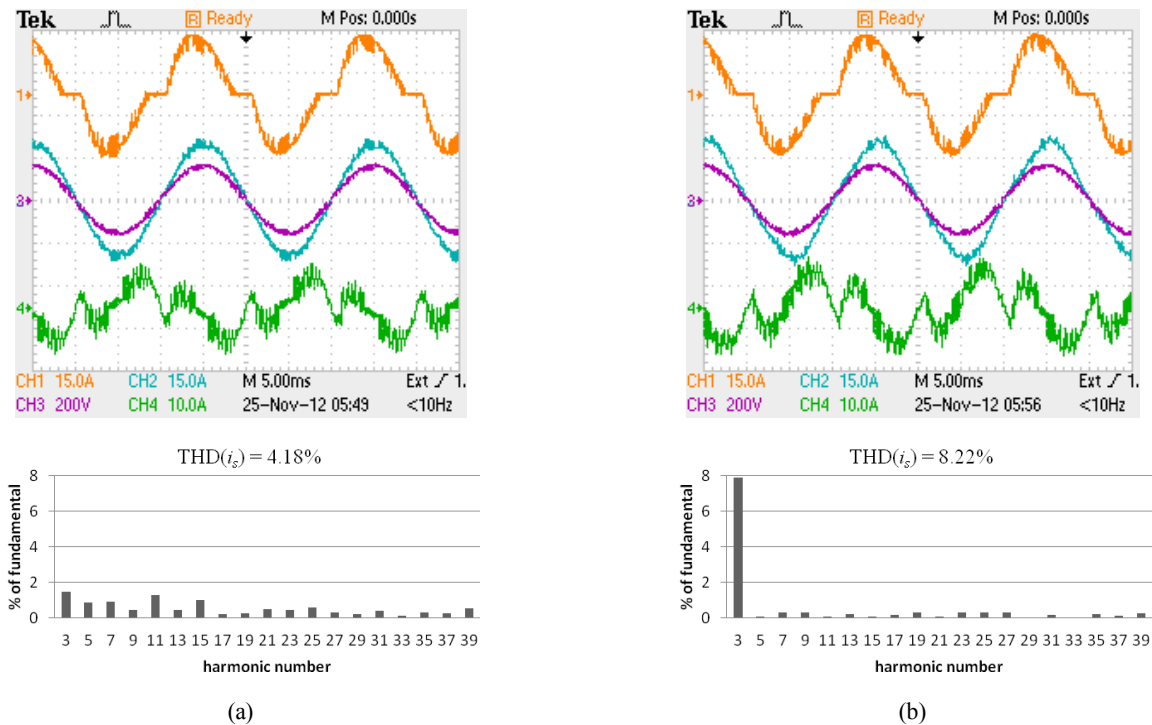 Tek R Ready M Pos: 0.000s
1
3
4
CH1 15.0A CH2 15.0A M 5.00ms Ext 1.
CH3 200V CH4 10.0A 25-Nov-12 05:49 <10Hz
THD(is) = 4.18%
% of fundamental
8
6
4
2
0
3 5 7 9 11 13 15 17 19 21 23 25 27 29 31 33 35 37 39
harmonic number
(a)
Tek R Ready M Pos: 0.000s
1
3
4
CH1 15.0A CH2 15.0A M 5.00ms Ext 1.
CH3 200V CH4 10.0A 25-Nov-12 05:56 <10Hz
THD(is) = 8.22%
% of fundamental
8
6
4
2
0
3 5 7 9 11 13 15 17 19 21 23 25 27 29 31 33 35 37 39
harmonic number
(b)